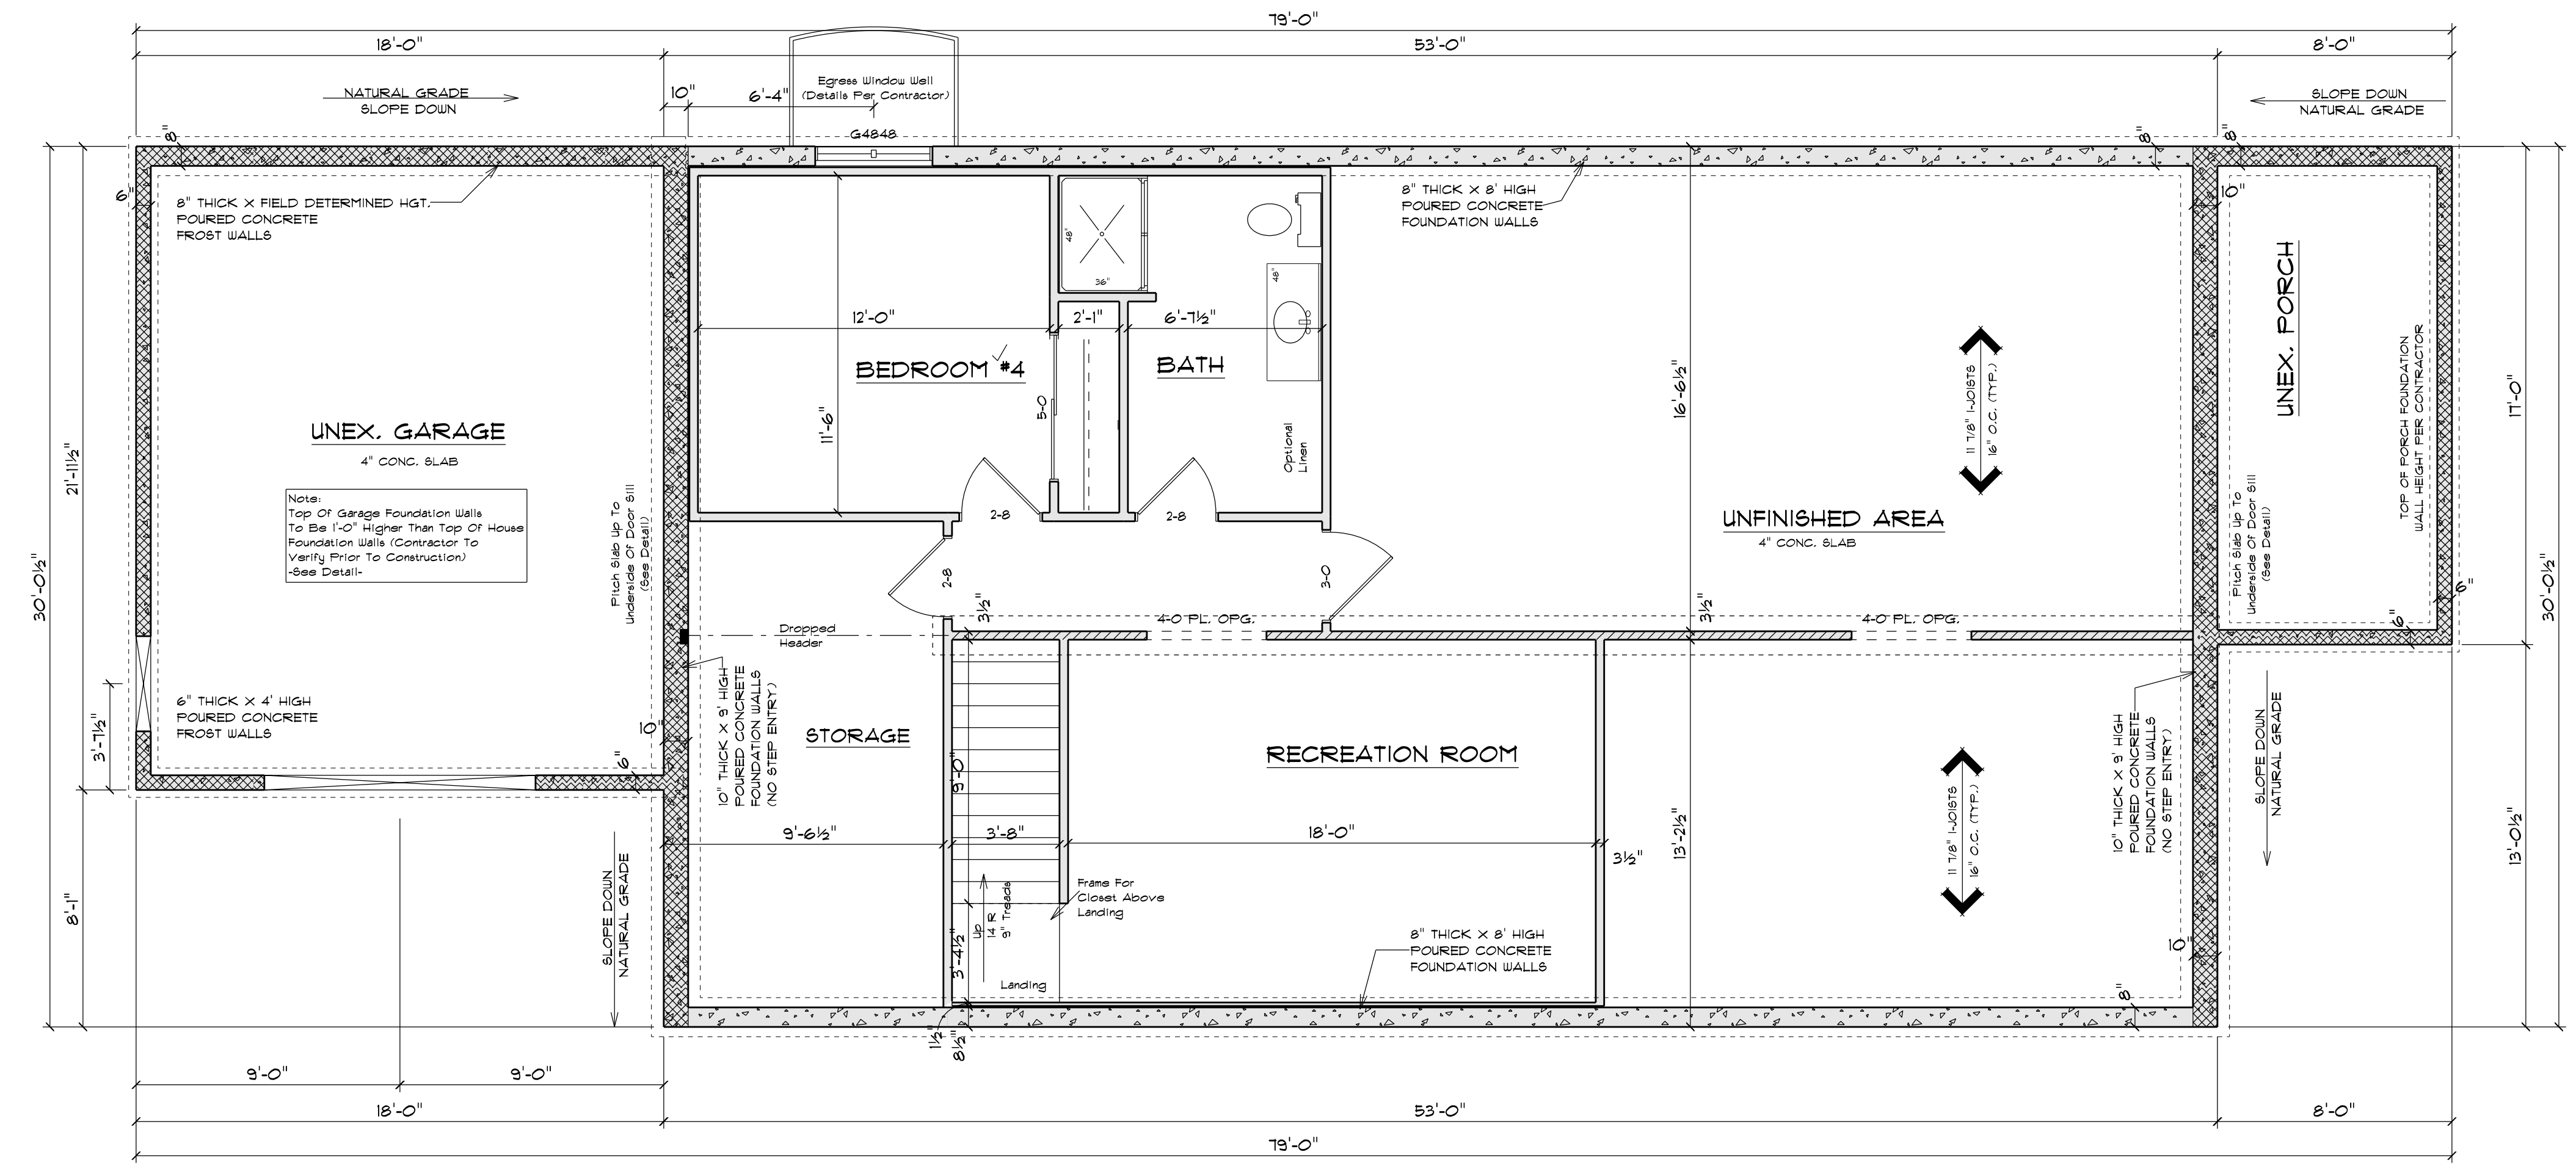 79'-0"
18'-0"
53'-0"
8'-0"
NATURAL GRADE
SLOPE DOWN
10"
6'-4"
Egress Window Well
(Details Per Contractor)
G4848
SLOPE DOWN
NATURAL GRADE
8"
8"
8"
6"
8" THICK X FIELD DETERMINED HGT.
POURED CONCRETE
FROST WALLS
48"
36"
48"
8" THICK X 8' HIGH
POURED CONCRETE
FOUNDATION WALLS
10"
UNEX. PORCH
12'-0"
2'-1"
6'-7½"
BEDROOM #4
BATH
5-0
11'-6"
Optional
Linen
16'-6½"
11 7/8" I-JOISTS
16" O.C. (TYP.)
TOP OF PORCH FOUNDATION
WALL HEIGHT PER CONTRACTOR
17'-0"
UNEX. GARAGE
4" CONC. SLAB
21'-11½"
Note:
Top Of Garage Foundation Walls
To Be 1'-0" Higher Than Top Of House
Foundation Walls (Contractor To
Verify Prior To Construction)
-See Detail-
Pitch Slab Up To
Underside Of Door Sill
(See Detail)
2-8
2-8
UNFINISHED AREA
4" CONC. SLAB
Pitch Slab Up To
Underside Of Door Sill
(See Detail)
30'-0½"
2-8
3-0
30'-0½"
6"
6"
3½"
3½"
4-0 PL. OPG.
4-0 PL. OPG.
Dropped
Header
6" THICK X 4' HIGH
POURED CONCRETE
FROST WALLS
3'-7½"
10"
6"
10" THICK X 9' HIGH
POURED CONCRETE
FOUNDATION WALLS
(NO STEP ENTRY)
STORAGE
9'-0"
RECREATION ROOM
11 7/8" I-JOISTS
16" O.C. (TYP.)
10" THICK X 9' HIGH
POURED CONCRETE
FOUNDATION WALLS
(NO STEP ENTRY)
SLOPE DOWN
NATURAL GRADE
9'-6½"
3'-8"
18'-0"
3½"
13'-2½"
13'-0½"
8'-1"
SLOPE DOWN
NATURAL GRADE
Up
14 R
9" Treads
Frame For
Closet Above
Landing
3'-4½"
Landing
8" THICK X 8' HIGH
POURED CONCRETE
FOUNDATION WALLS
10"
8"
1½"
8½"
9'-0"
9'-0"
18'-0"
53'-0"
8'-0"
79'-0"